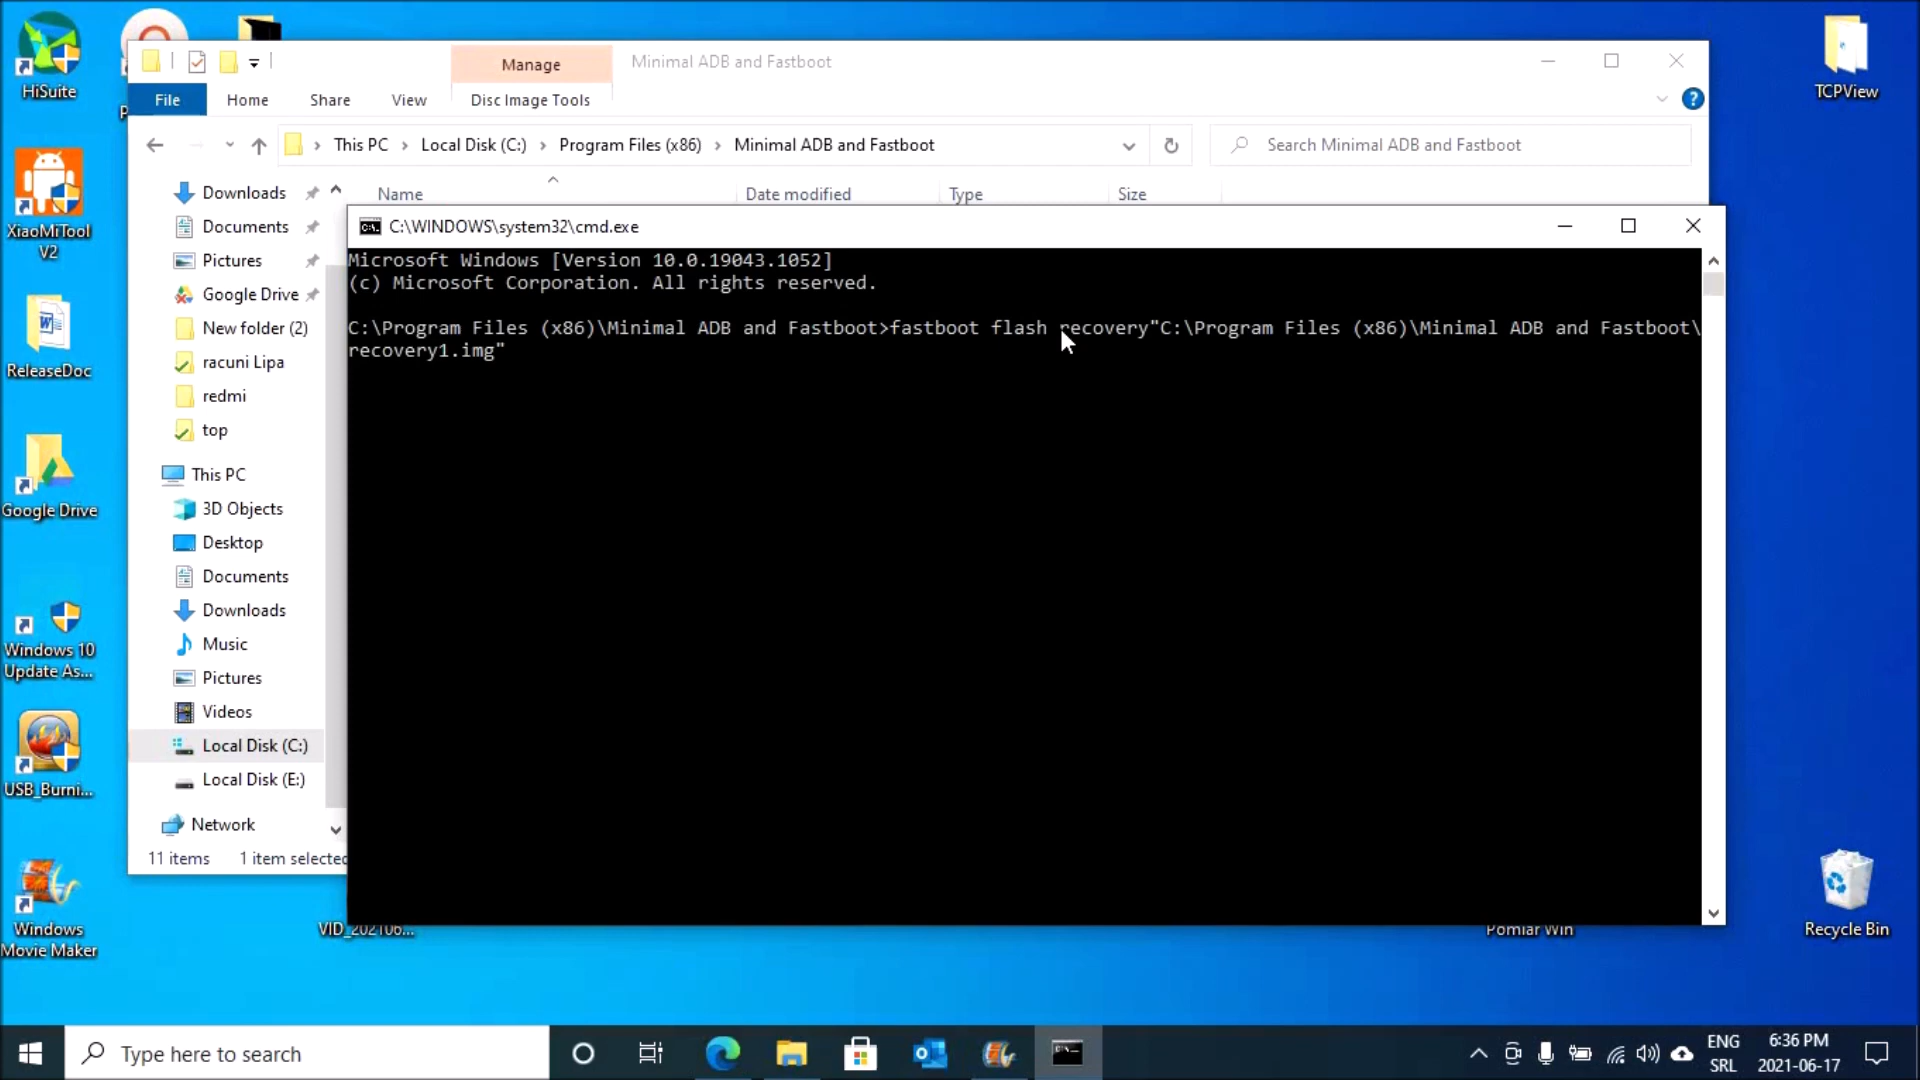 HiSuite
P
TCPView
Manage
Minimal ADB and Fastboot
File
Home
Share
View
Disc Image Tools
This PC
Local Disk (C:)
Program Files (x86)
Minimal ADB and Fastboot
Search Minimal ADB and Fastboot
XiaoMiTool
V2
Downloads
Name
Date modified
Type
Size
Documents
C:\WINDOWS\system32\cmd.exe
Pictures
Microsoft Windows [Version 10.0.19043.1052]
(c) Microsoft Corporation. All rights reserved.
Google Drive
New folder (2)
C:\Program Files (x86)\Minimal ADB and Fastboot>fastboot flash recovery"C:\Program Files (x86)\Minimal ADB and Fastboot\
recovery1.img"
racuni Lipa
ReleaseDoc
redmi
top
This PC
3D Objects
Google Drive
Desktop
Documents
Downloads
Music
Windows 10
Update As...
Pictures
Videos
Local Disk (C:)
Local Disk (E:)
USB_Burni...
Network
11 items
1 item selected
Windows
Movie Maker
VID_202106...
Pomiar Win
Recycle Bin
Type here to search
ENG
SRL
6:36 PM
2021-06-17